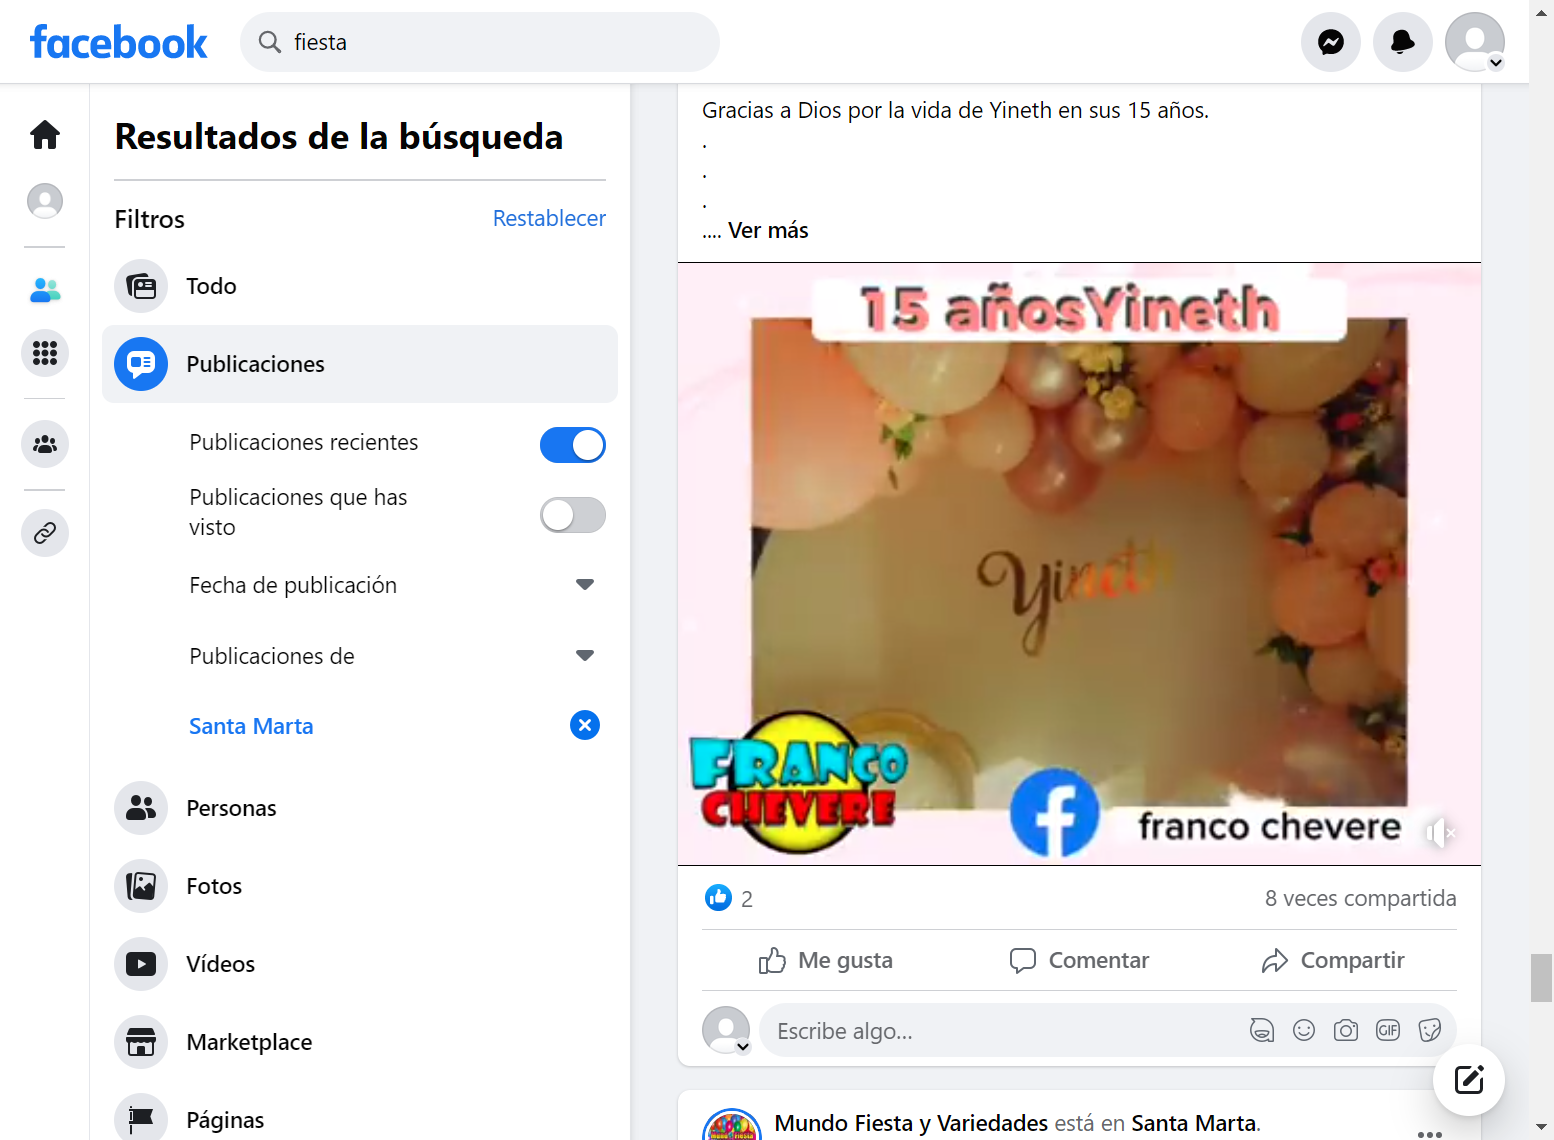 facebook
fiesta
Resultados de la búsqueda
Filtros
Restablecer
Todo
Publicaciones
Publicaciones recientes
Publicaciones que has
visto
Fecha de publicación
Publicaciones de
Santa Marta
Personas
Fotos
Vídeos
Marketplace
Páginas
Gracias a Dios por la vida de Yineth en sus 15 años.
.
.
.
.... Ver más
15 añosYineth
Yineth
FRANCO
CHEVERE
franco chevere
2
8 veces compartida
Me gusta
Comentar
Compartir
Escribe algo...
GIF
Mundo Fiesta y Variedades está en Santa Marta.